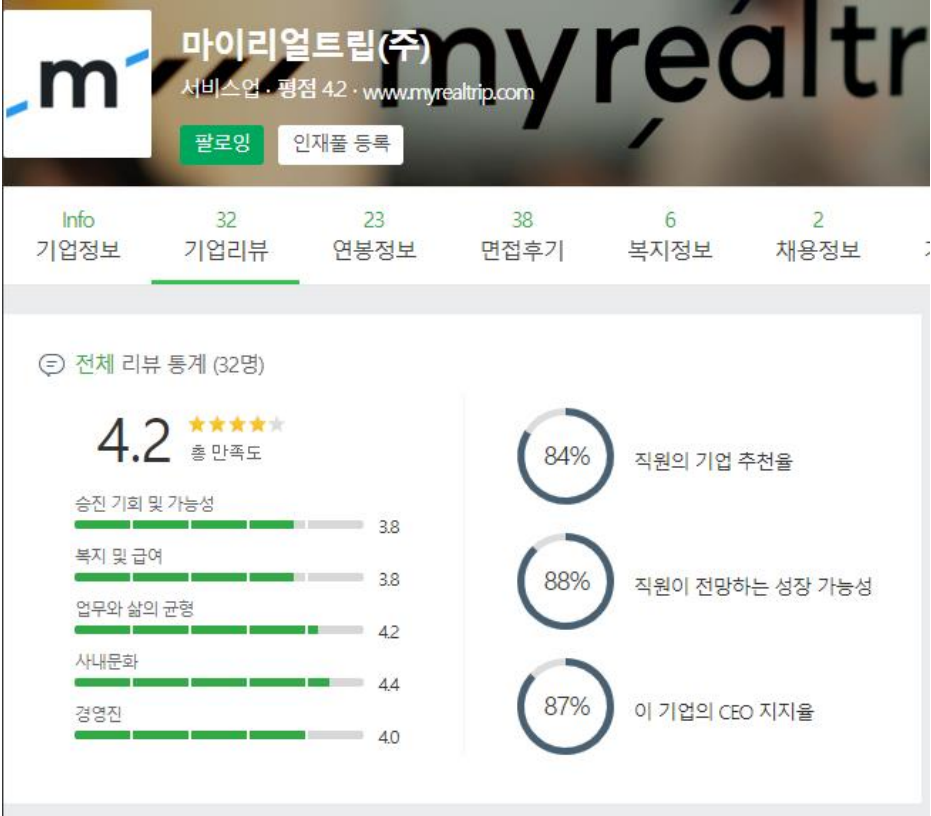 myrealtr
m
마이리얼트립(주)
서비스업 · 평점 4.2 · www.myrealtrip.com
팔로잉 인재풀 등록
Info 32 23 38 6 2
기업정보 기업리뷰 연봉정보 면접후기 복지정보 채용정보
전체 리뷰 통계 (32명)
4.2
총 만족도
승진 기회 및 가능성
3.8
복지 및 급여
3.8
업무와 삶의 균형
4.2
사내문화
4.4
경영진
4.0
84% 직원의 기업 추천율
88% 직원이 전망하는 성장 가능성
87% 이 기업의 CEO 지지율